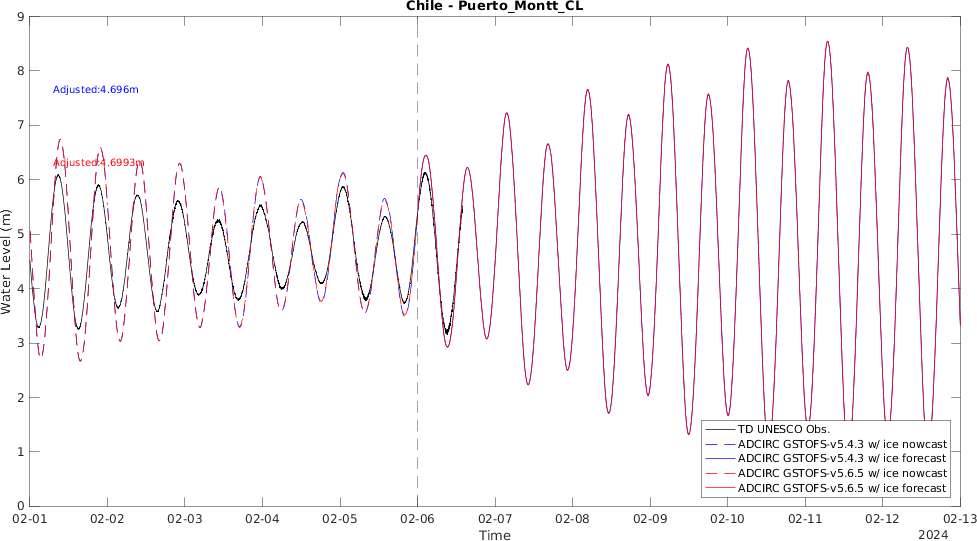 Chile - Puerto_Montt_CL
9
8
7
6
5
4
3
2
1
0
Water Level (m)
Adjusted:4.696m
Adjusted:4.6993m
TD UNESCO Obs.
ADCIRC GSTOFS-v5.4.3 w/ ice nowcast
ADCIRC GSTOFS-v5.4.3 w/ ice forecast
ADCIRC GSTOFS-v5.6.5 w/ ice nowcast
ADCIRC GSTOFS-v5.6.5 w/ ice forecast
02-01 02-02 02-03 02-04 02-05 02-06 02-07 02-08 02-09 02-10 02-11 02-12 02-13
Time
2024